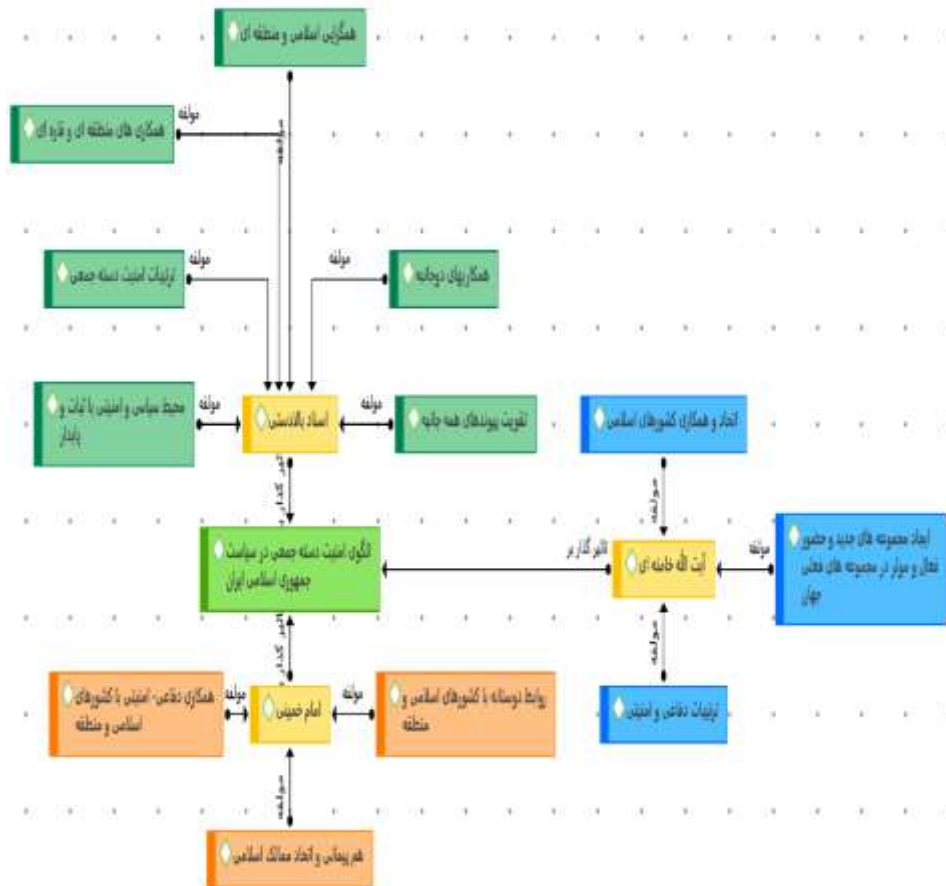 همگرایی اسلامی و منطقه ای
مولفه
همکاری های منطقه ای و قاره ای
مولفه
ترتیبات امنیت دسته جمعی
مولفه
مولفه
همکاریهای دوجانبه
محیط سیاسی و امنیتی با ثبات و
پایدار
مولفه
اسناد بالادستی
مولفه
تقویت پیوندهای همه جانبه
اتحاد و همکاری کشورهای اسلامی
مولفه
الگوی امنیت دسته جمعی در سیاست
جمهوری اسلامی ایران
تاثیر گذار بر
آیت الله خامنه ای
مولفه
ایجاد مجموعه های جدید و حضور
فعال و موثر در مجموعه های فعلی
جهان
مولفه
ترتیبات دفاعی و امنیتی
همکاری دفاعی- امنیتی با کشورهای
اسلامی و منطقه
مولفه
امام خمینی
مولفه
روابط دوستانه با کشورهای اسلامی و
منطقه
مولفه
هم پیمانی و اتحاد ممالک اسلامی